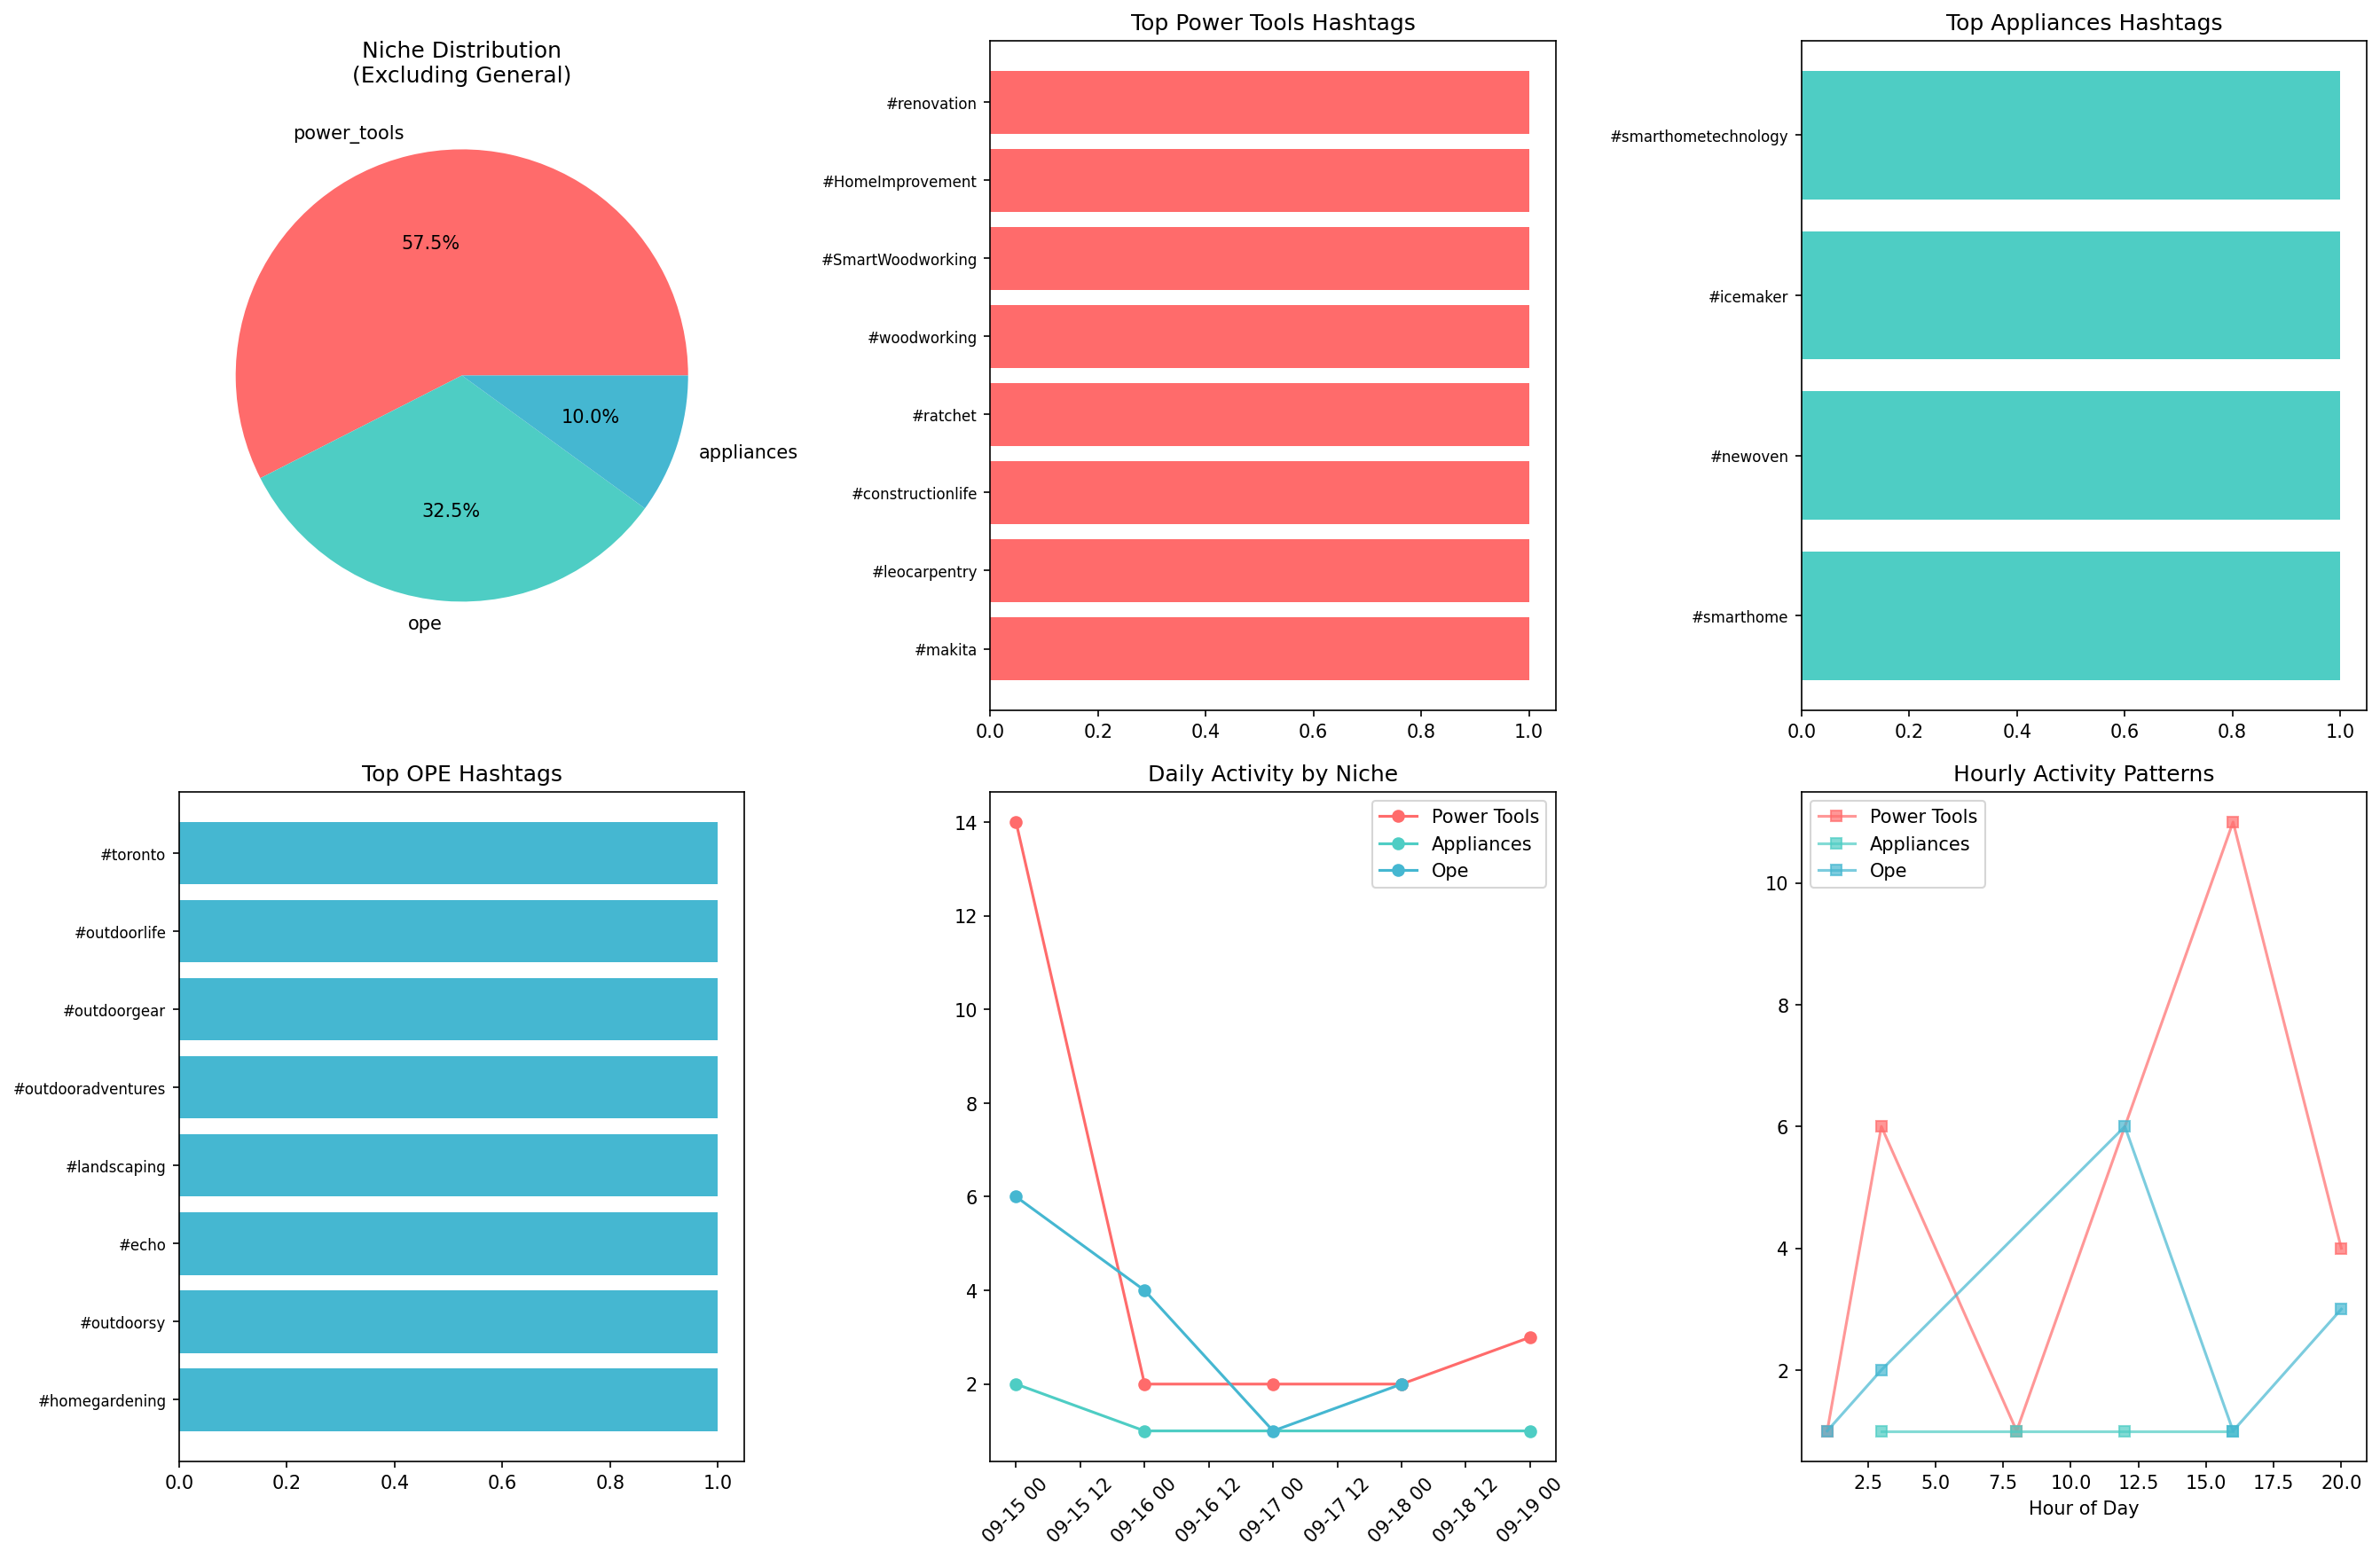 Niche Distribution
(Excluding General)
power_tools
57.5%
10.0%
appliances
32.5%
ope
Top Power Tools Hashtags
#renovation
#HomeImprovement
#SmartWoodworking
#woodworking
#ratchet
#constructionlife
#leocarpentry
#makita
0.0 0.2 0.4 0.6 0.8 1.0
Top Appliances Hashtags
#smarthometechnology
#icemaker
#newoven
#smarthome
0.0 0.2 0.4 0.6 0.8 1.0
Top OPE Hashtags
#toronto
#outdoorlife
#outdoorgear
#outdooradventures
#landscaping
#echo
#outdoorsy
#homegardening
0.0 0.2 0.4 0.6 0.8 1.0
Daily Activity by Niche
Power Tools
Appliances
Ope
14
12
10
8
6
4
2
09-15 00 09-15 12 09-16 00 09-16 12 09-17 00 09-17 12 09-18 00 09-18 12 09-19 00
Hourly Activity Patterns
Power Tools
Appliances
Ope
10
8
6
4
2
2.5 5.0 7.5 10.0 12.5 15.0 17.5 20.0
Hour of Day